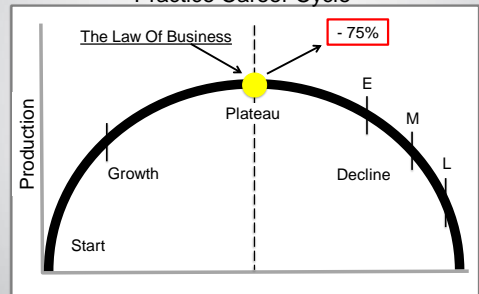 Practice Career Cycle
The Law Of Business
- 75%
E
Plateau
M
Production
Growth
Decline
L
Start